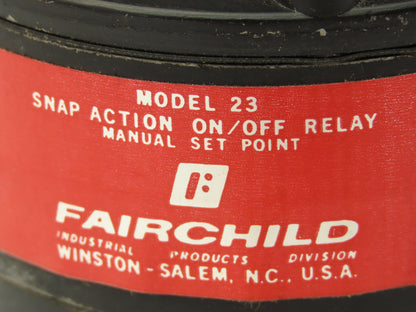 MODEL 23
SNAP ACTION ON/OFF RELAY
MANUAL SET POINT
FAIRCHILD
INDUSTRIAL PRODUCTS DIVISION
WINSTON - SALEM, N.C., U.S.A.